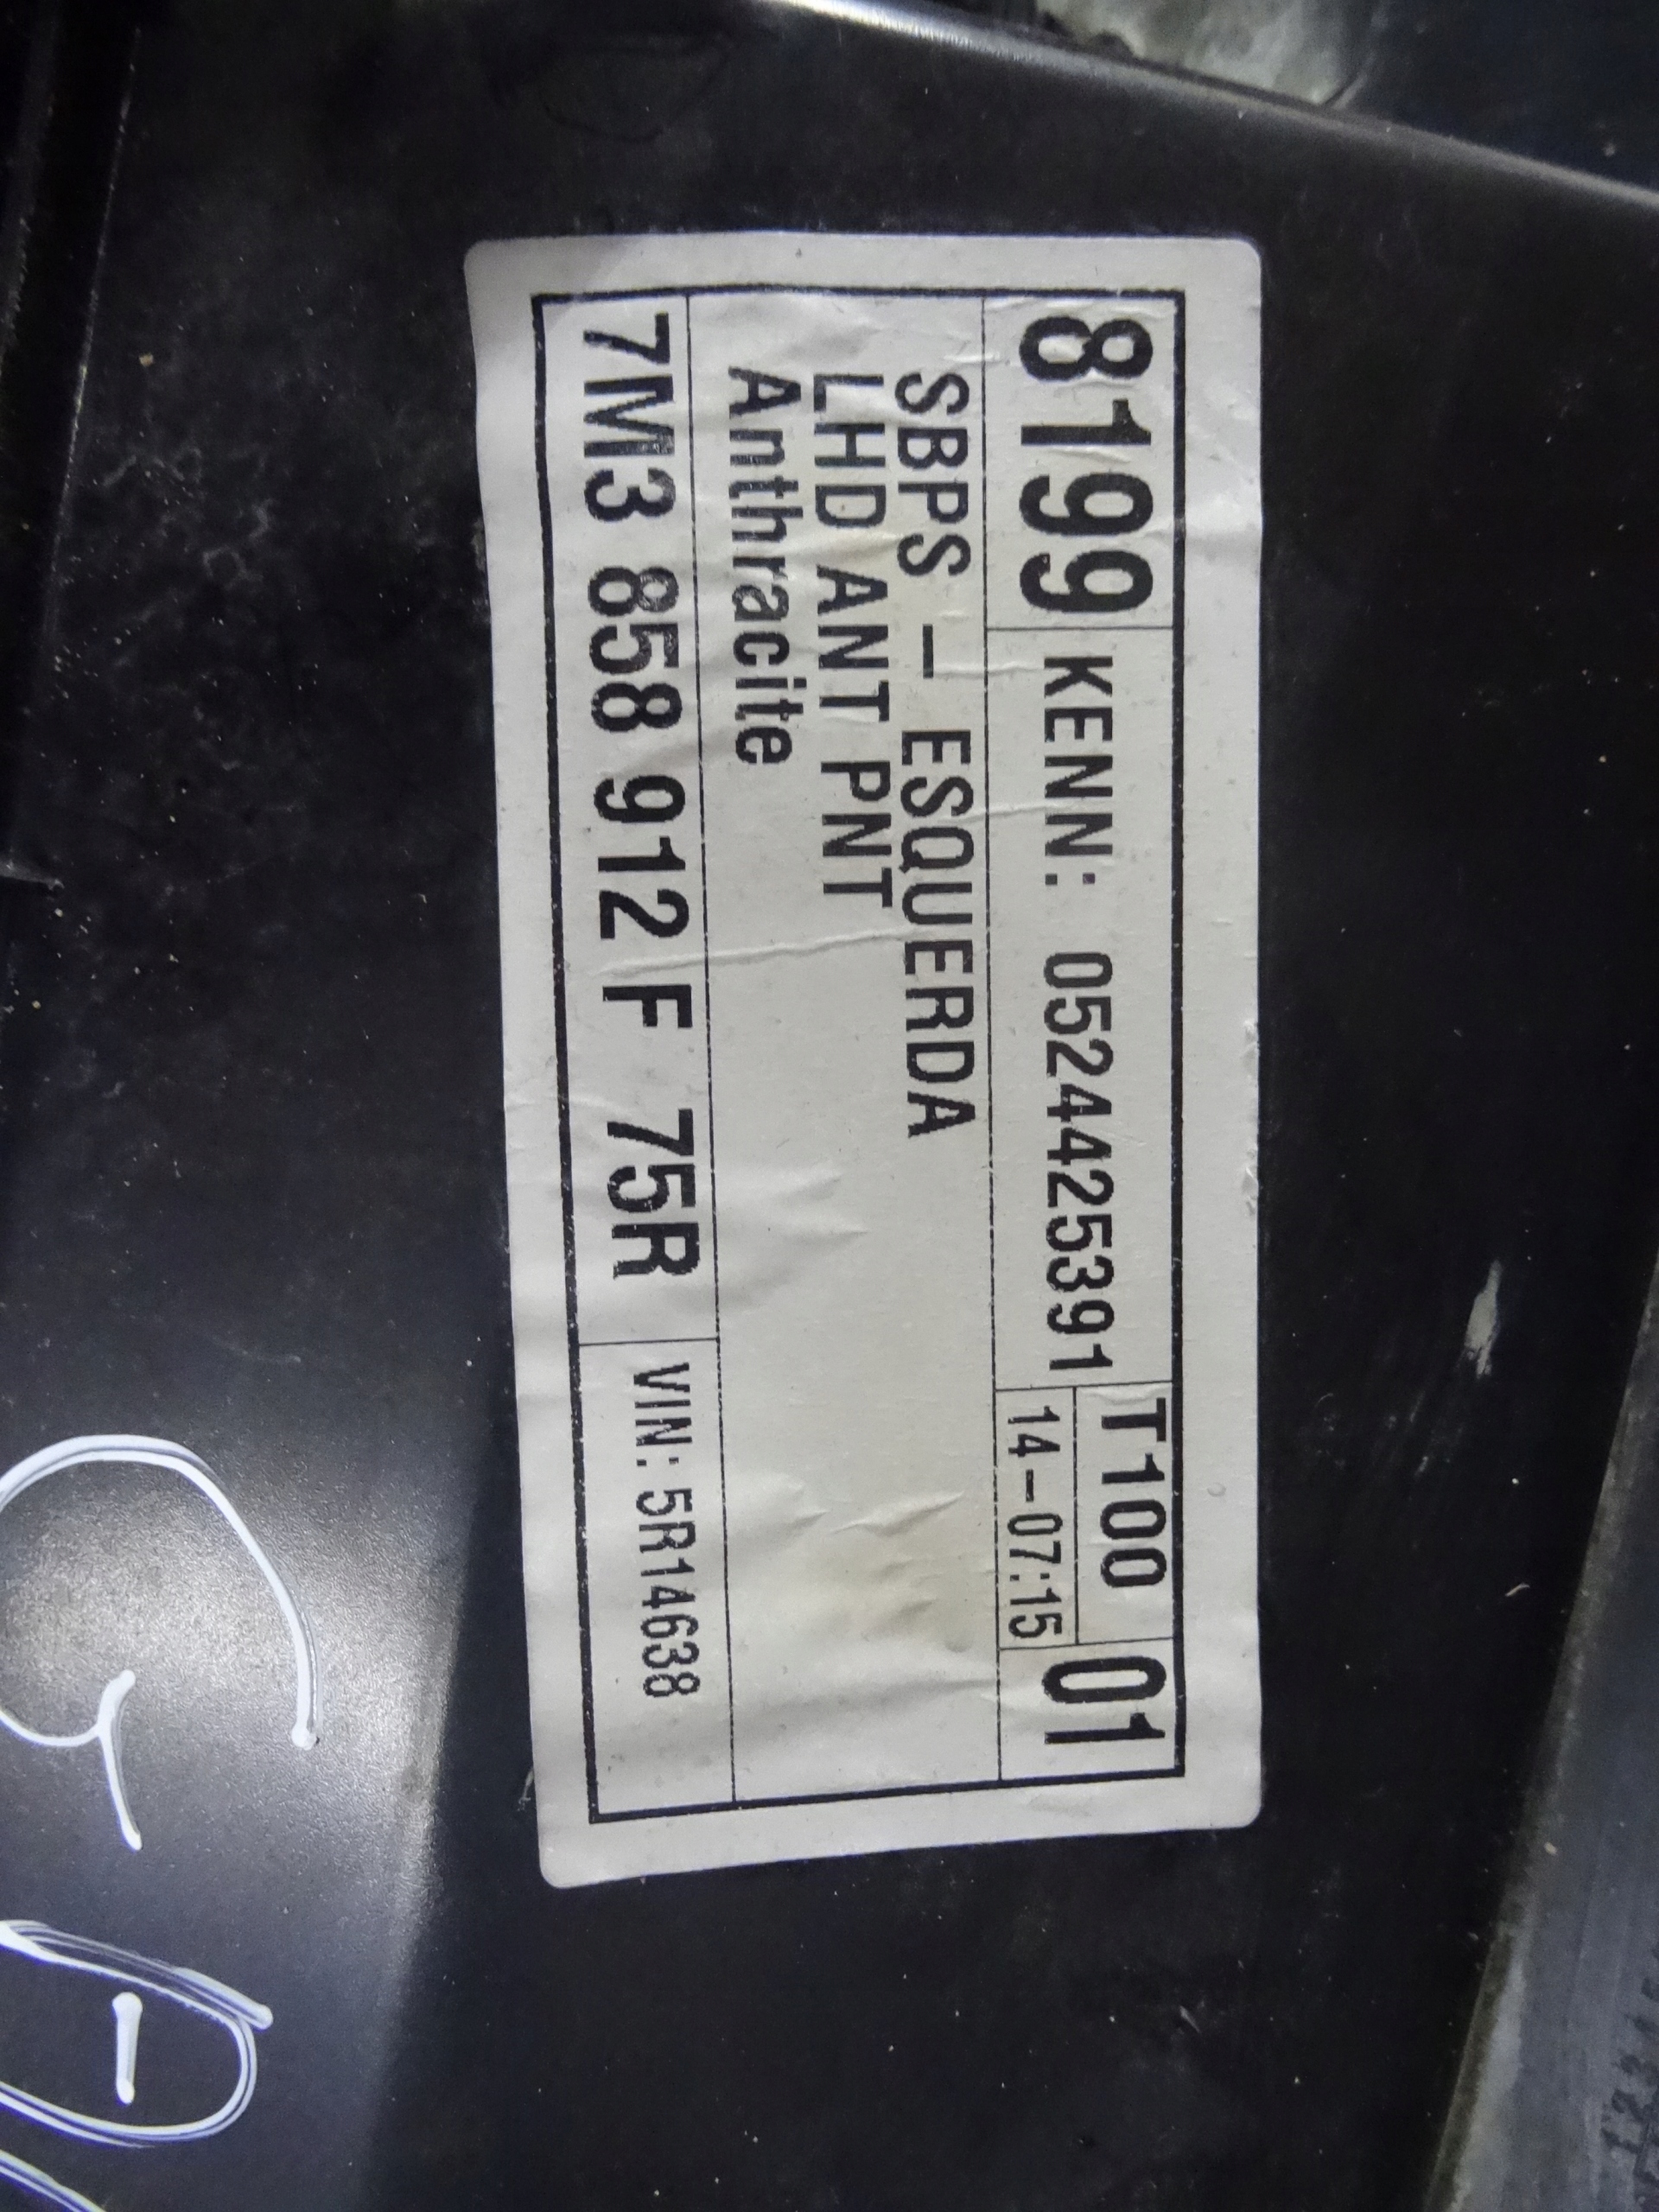 8199 KENN: 0524425391 T100 01
14-07:15
SBPS - ESQUERDA
LHD ANT PNT
Anthracite
7M3 858 912 F 75R VIN: 5R14638
GA